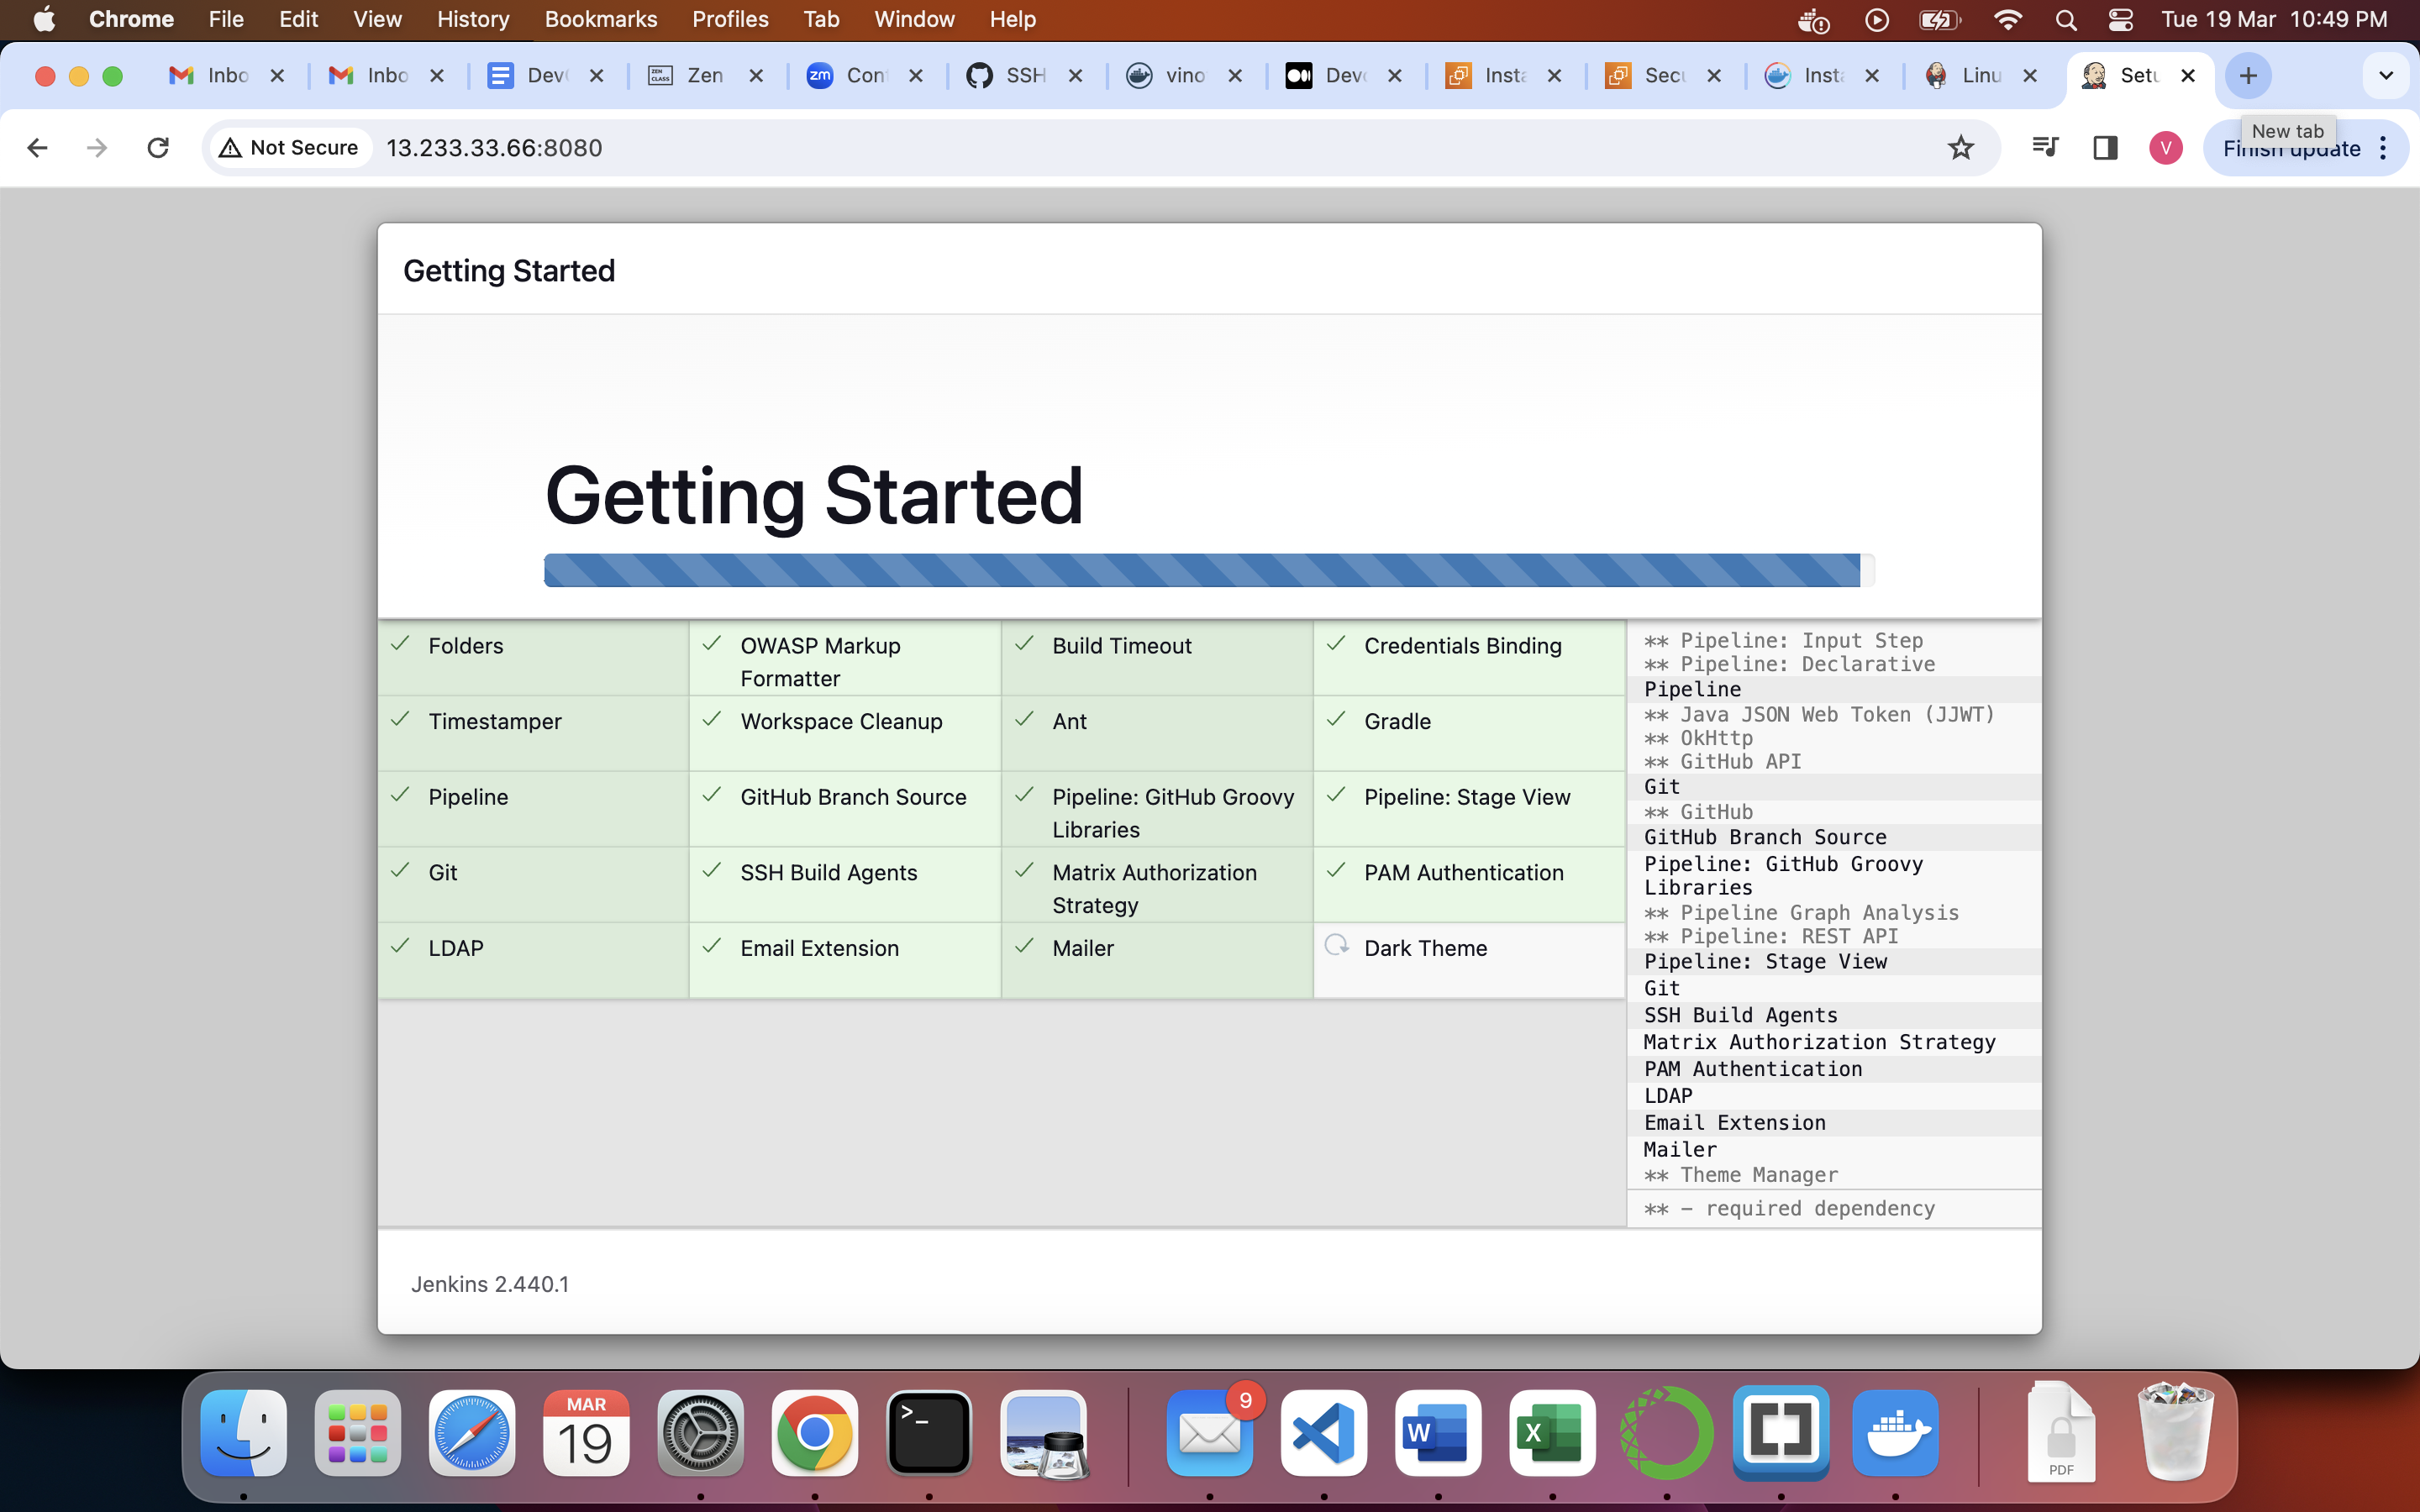 Chrome File Edit View History Bookmarks Profiles Tab Window Help Tue 19 Mar 10:49 PM
Inbo Inbo Dev Zen Con SSH vino Dev Insta Secu Insta Linu Setu
ZEN CLASS
zm
Not Secure 13.233.33.66:8080 V Finish update
New tab
Getting Started
Getting Started
Folders
OWASP Markup
Formatter
Build Timeout
Credentials Binding
Timestamper
Workspace Cleanup
Ant
Gradle
Pipeline
GitHub Branch Source
Pipeline: GitHub Groovy
Libraries
Pipeline: Stage View
Git
SSH Build Agents
Matrix Authorization
Strategy
PAM Authentication
LDAP
Email Extension
Mailer
Dark Theme
** Pipeline: Input Step
** Pipeline: Declarative
Pipeline
** Java JSON Web Token (JJWT)
** OkHttp
** GitHub API
Git
** GitHub
GitHub Branch Source
Pipeline: GitHub Groovy
Libraries
** Pipeline Graph Analysis
** Pipeline: REST API
Pipeline: Stage View
Git
SSH Build Agents
Matrix Authorization Strategy
PAM Authentication
LDAP
Email Extension
Mailer
** Theme Manager
** - required dependency
Jenkins 2.440.1
MAR
19
>_
9
W
X
PDF